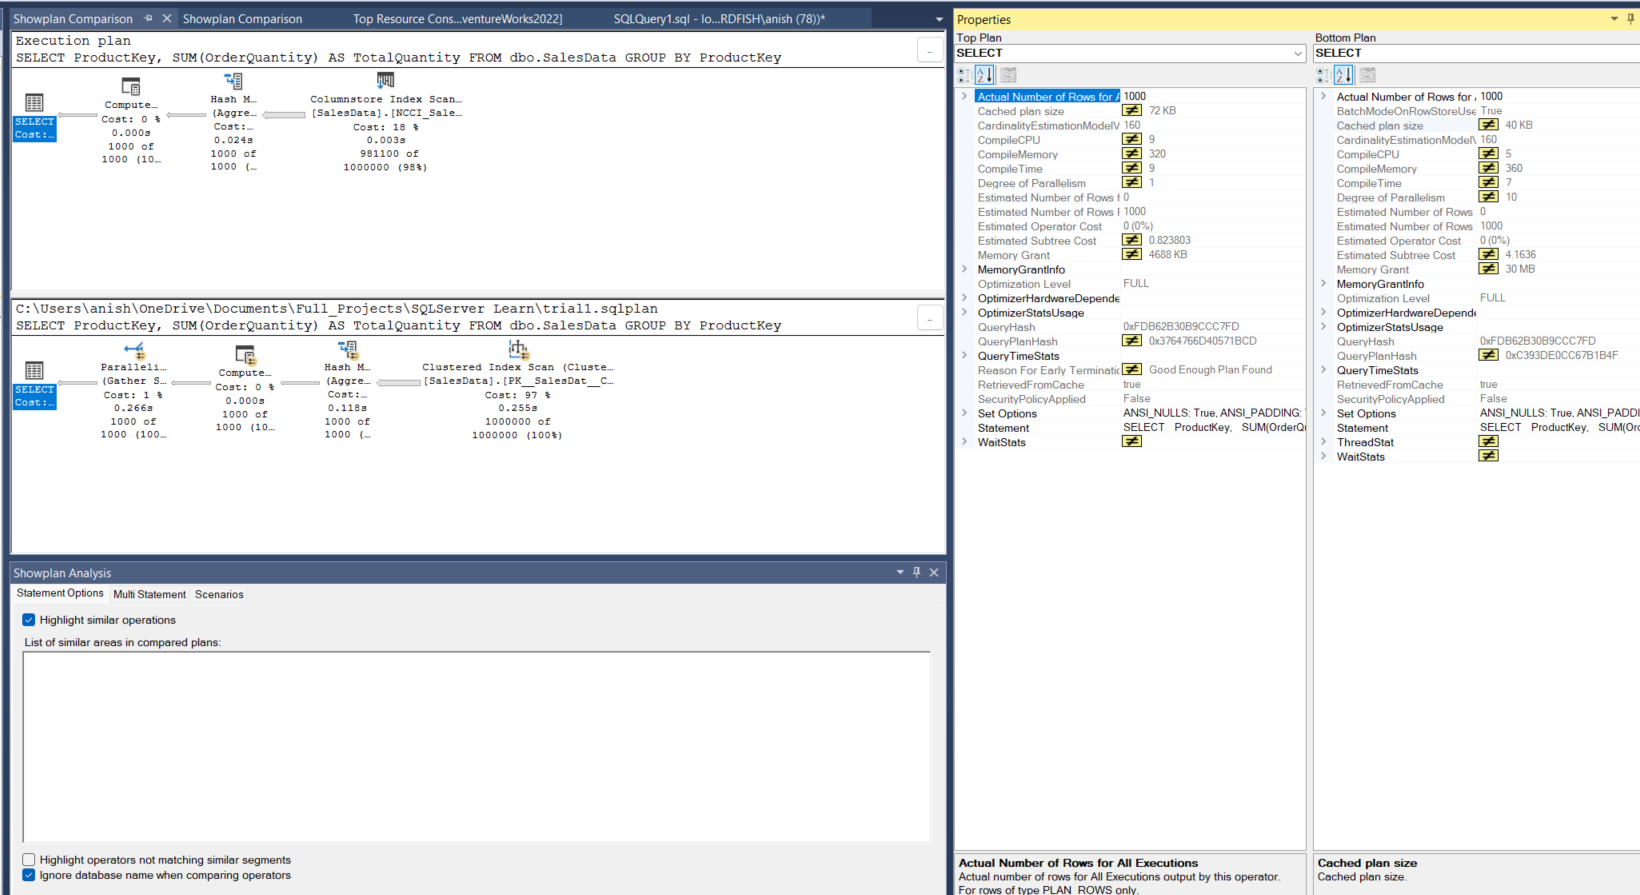 Showplan Comparison
Showplan Comparison
Top Resource Cons...ventureWorks2022]
SQLQuery1.sql - lo...RDFISH\anish (78))*
Execution plan
SELECT ProductKey, SUM(OrderQuantity) AS TotalQuantity FROM dbo.SalesData GROUP BY ProductKey
...
SELECT
Cost:…
Compute…
Cost: 0 %
0.000s
1000 of
1000 (10…
Hash M…
(Aggre…
Cost:…
0.024s
1000 of
1000 (…
Columnstore Index Scan…
[SalesData].[NCCI_Sale…
Cost: 18 %
0.003s
981100 of
1000000 (98%)
C:\Users\anish\OneDrive\Documents\Full_Projects\SQLServer Learn\trial1.sqlplan
SELECT ProductKey, SUM(OrderQuantity) AS TotalQuantity FROM dbo.SalesData GROUP BY ProductKey
...
SELECT
Cost:…
Paralleli…
(Gather S…
Cost: 1 %
0.266s
1000 of
1000 (100…
Compute…
Cost: 0 %
0.000s
1000 of
1000 (10…
Hash M…
(Aggre…
Cost:…
0.118s
1000 of
1000 (…
Clustered Index Scan (Cluste…
[SalesData].[PK__SalesDat__C…
Cost: 97 %
0.255s
1000000 of
1000000 (100%)
Showplan Analysis
Statement Options Multi Statement Scenarios
Highlight similar operations
List of similar areas in compared plans:
Highlight operators not matching similar segments
Ignore database name when comparing operators
Properties
Top Plan
SELECT
Actual Number of Rows for A 1000
Cached plan size ≠ 72 KB
CardinalityEstimationModelV 160
CompileCPU ≠ 9
CompileMemory ≠ 320
CompileTime ≠ 9
Degree of Parallelism ≠ 1
Estimated Number of Rows f 0
Estimated Number of Rows 1000
Estimated Operator Cost 0 (0%)
Estimated Subtree Cost ≠ 0.823803
Memory Grant ≠ 4688 KB
MemoryGrantInfo
Optimization Level FULL
OptimizerHardwareDepende
OptimizerStatsUsage
QueryHash 0xFDB62B30B9CCC7FD
QueryPlanHash ≠ 0x3764766D40571BCD
QueryTimeStats
Reason For Early Terminatic ≠ Good Enough Plan Found
RetrievedFromCache true
SecurityPolicyApplied False
Set Options ANSI_NULLS: True, ANSI_PADDING:
Statement SELECT ProductKey, SUM(OrderQu
WaitStats ≠
Actual Number of Rows for All Executions
Actual number of rows for All Executions output by this operator.
For rows of type PLAN_ROWS only.
Bottom Plan
SELECT
Actual Number of Rows for 1000
BatchModeOnRowStoreUse True
Cached plan size ≠ 40 KB
CardinalityEstimationModel 160
CompileCPU ≠ 5
CompileMemory ≠ 360
CompileTime ≠ 7
Degree of Parallelism ≠ 10
Estimated Number of Rows 0
Estimated Number of Rows 1000
Estimated Operator Cost 0 (0%)
Estimated Subtree Cost ≠ 4.1636
Memory Grant ≠ 30 MB
MemoryGrantInfo
Optimization Level FULL
OptimizerHardwareDepende
OptimizerStatsUsage
QueryHash 0xFDB62B30B9CCC7FD
QueryPlanHash ≠ 0xC393DE0CC67B1B4F
QueryTimeStats
RetrievedFromCache true
SecurityPolicyApplied False
Set Options ANSI_NULLS: True, ANSI_PADDI
Statement SELECT ProductKey, SUM(Ord
ThreadStat ≠
WaitStats ≠
Cached plan size
Cached plan size.